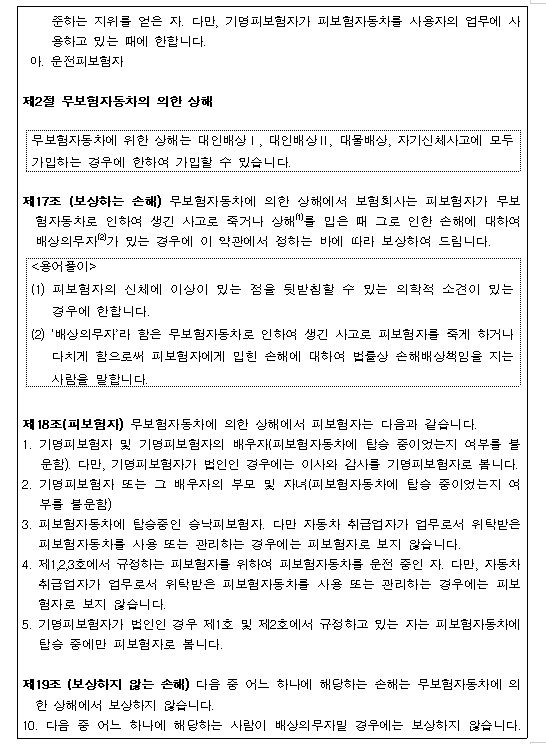 준하는 지위를 얻은 자. 다만, 기명피보험자가 피보험자동차를 사용자의 업무에 사
용하고 있는 때에 한합니다.
아. 운전피보험자
제2절 무보험자동차의 의한 상해
무보험자동차에 위한 상해는 대인배상Ⅰ, 대인배상Ⅱ, 대물배상, 자기신체사고에 모두
가입하는 경우에 한하여 가입할 수 있습니다.
제17조 (보상하는 손해) 무보험자동차에 의한 상해에서 보험회사는 피보험자가 무보
험자동차로 인하여 생긴 사고로 죽거나 상해(1)를 입은 때 그로 인한 손해에 대하여
배상의무자(2)가 있는 경우에 이 약관에서 정하는 바에 따라 보상하여 드립니다.
<용어풀이>
(1) 피보험자의 신체에 이상이 있는 점을 뒷받침할 수 있는 의학적 소견이 있는
경우에 한합니다.
(2) '배상의무자'라 함은 무보험자동차로 인하여 생긴 사고로 피보험자를 죽게 하거나
다치게 함으로써 피보험자에게 입힌 손해에 대하여 법률상 손해배상책임을 지는
사람을 말합니다.
제18조(피보험자) 무보험자동차에 의한 상해에서 피보험자는 다음과 같습니다.
1. 기명피보험자 및 기명피보험자의 배우자(피보험자동차에 탑승 중이었는지 여부를 불
운함). 다만, 기명피보험자가 법인인 경우에는 이사와 감사를 기명피보험자로 봅니다.
2. 기명피보험자 또는 그 배우자의 부모 및 자녀(피보험자동차에 탑승 중이었는지 여
부를 불운함)
3. 피보험자동차에 탑승중인 승낙피보험자. 다만 자동차 취급업자가 업무로서 위탁받은
피보험자동차를 사용 또는 관리하는 경우에는 피보험자로 보지 않습니다.
4. 제1,2,3호에서 규정하는 피보험자를 위하여 피보험자동차를 운전 중인 자. 다만, 자동차
취급업자가 업무로서 위탁받은 피보험자동차를 사용 또는 관리하는 경우에는 피보
험자로 보지 않습니다.
5. 기명피보험자가 법인인 경우 제1호 및 제2호에서 규정하고 있는 자는 피보험자동차에
탑승 중에만 피보험자로 봅니다.
제19조 (보상하지 않는 손해) 다음 중 어느 하나에 해당하는 손해는 무보험자동차에 의
한 상해에서 보상하지 않습니다.
10. 다음 중 어느 하나에 해당하는 사람이 배상의무자일 경우에는 보상하지 않습니다.